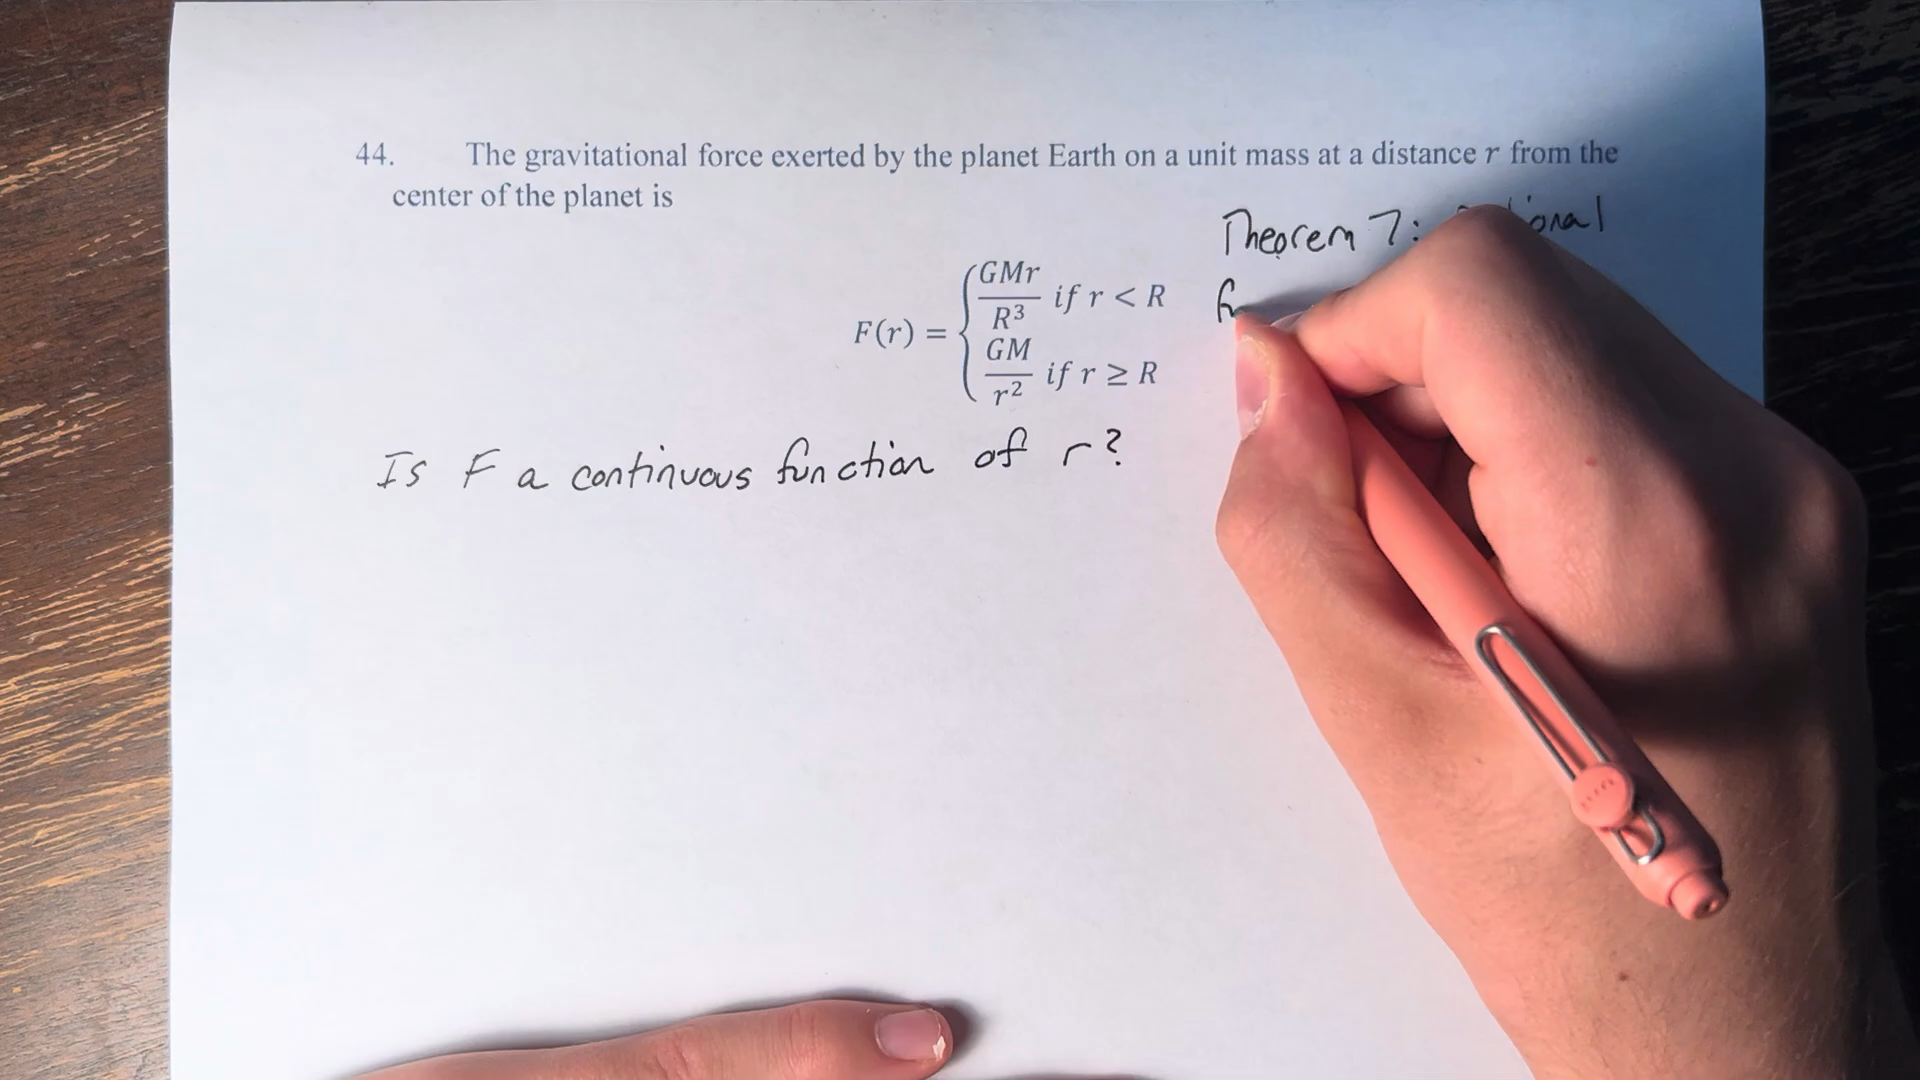 44. The gravitational force exerted by the planet Earth on a unit mass at a distance r from the
center of the planet is
Theorem 7:
F(r) = { GMr/R³ if r < R
GM/r² if r ≥ R
Is F a continuous function of r?